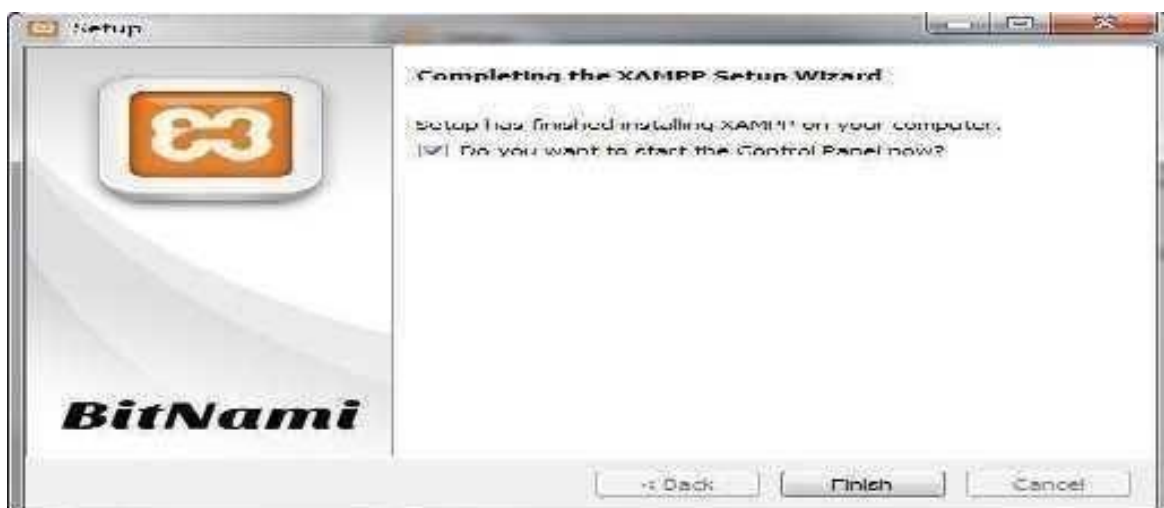 Setup
Completing the XAMPP Setup Wizard
Setup has finished installing XAMPP on your computer.
Do you want to start the Control Panel now?
BitNami
< Back
Finish
Cancel